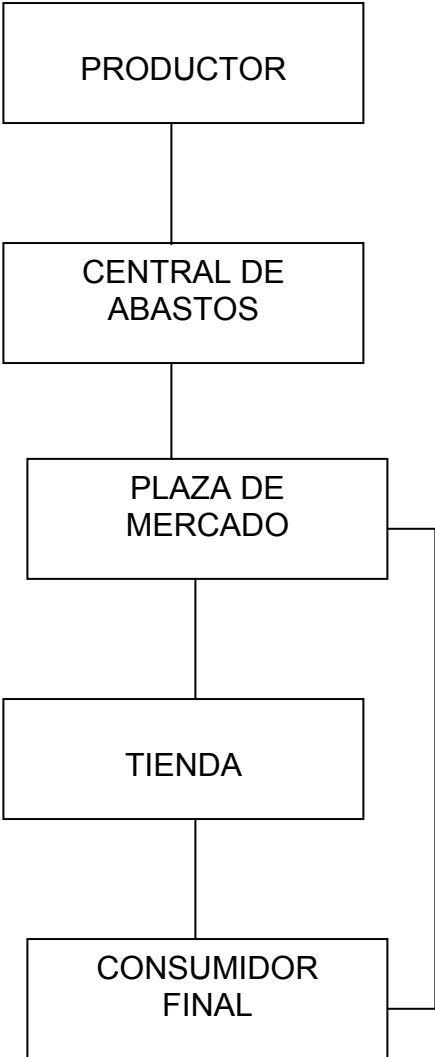 PRODUCTOR
CENTRAL DE
ABASTOS
PLAZA DE
MERCADO
TIENDA
CONSUMIDOR
FINAL